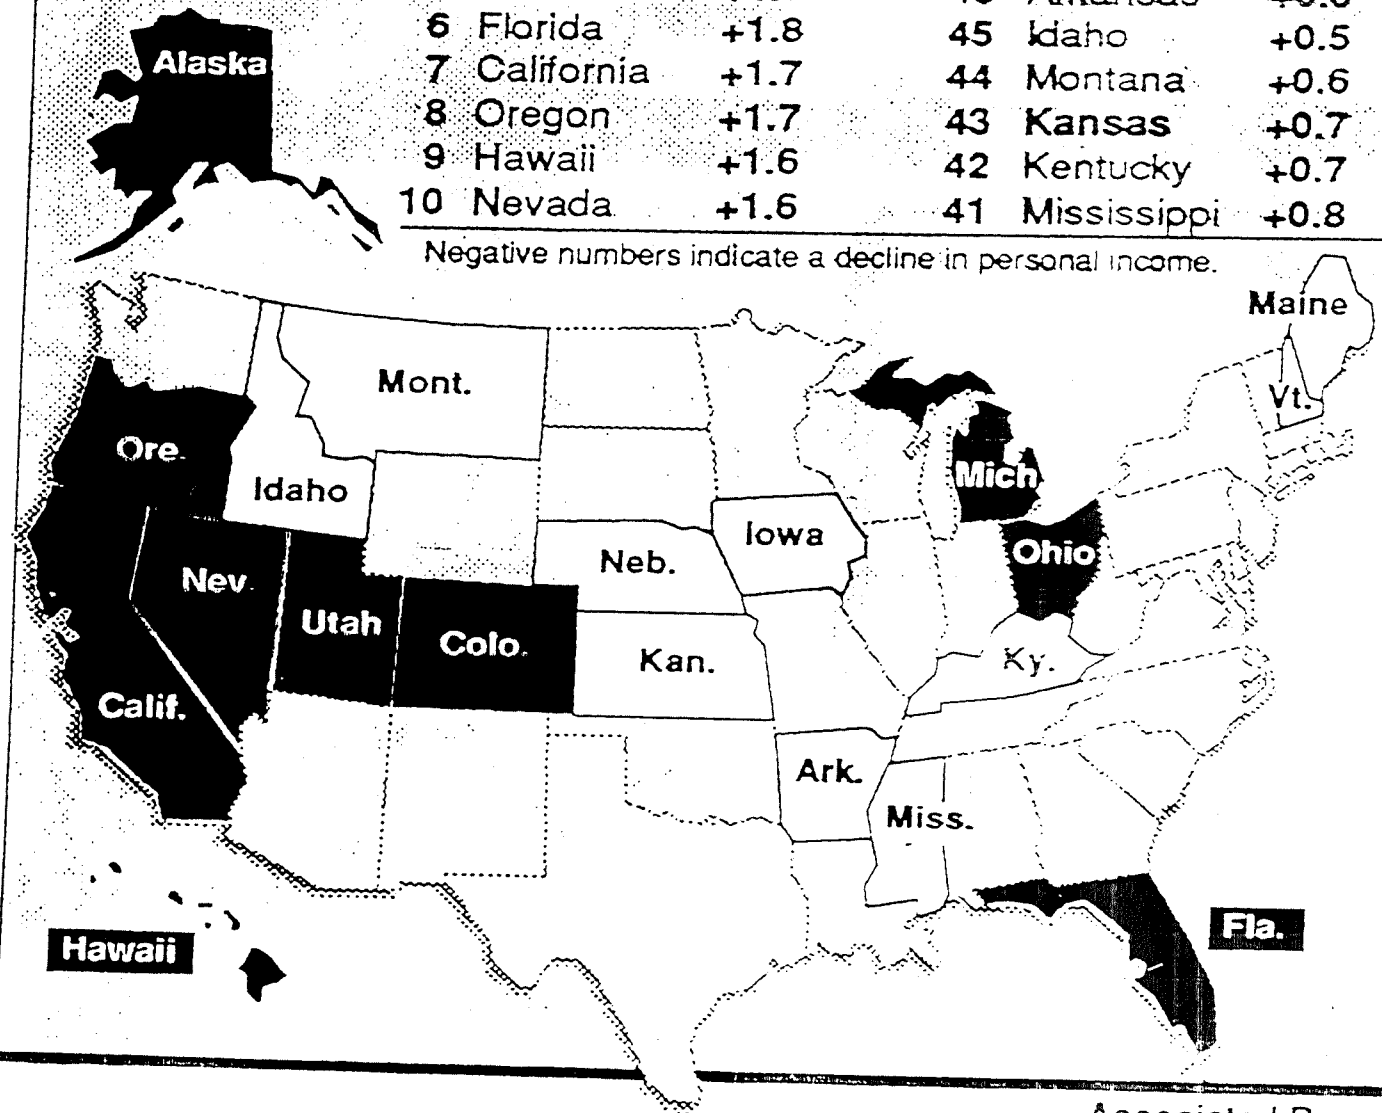 6 Florida +1.8 45 Idaho +0.5
7 California +1.7 44 Montana +0.6
8 Oregon +1.7 43 Kansas +0.7
9 Hawaii +1.6 42 Kentucky +0.7
10 Nevada +1.6 41 Mississippi +0.8
Negative numbers indicate a decline in personal income.
Alaska
Maine
Mont.
Vt.
Ore.
Idaho
Mich
Iowa
Ohio
Neb.
Nev.
Utah
Colo.
Kan.
Ky.
Calif.
Ark.
Miss.
Fla.
Hawaii